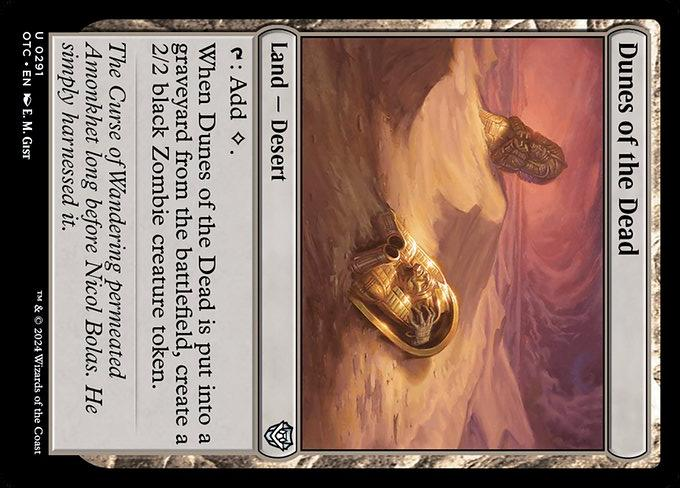 Dunes of the Dead
Land — Desert
: Add .
When Dunes of the Dead is put into a
graveyard from the battlefield, create a
2/2 black Zombie creature token.
The Curse of Wandering permeated
Amonkhet long before Nicol Bolas. He
simply harnessed it.
U 0291
OTC • EN E. M. Gist
™ & © 2024 Wizards of the Coast